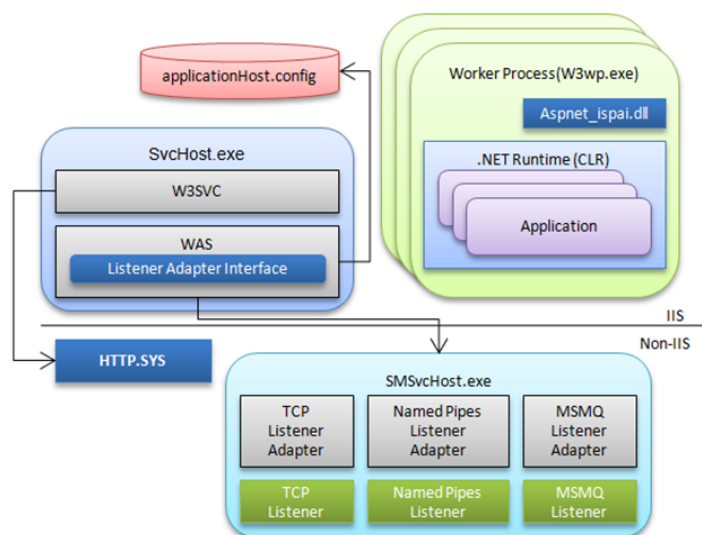 applicationHost.config
Worker Process(W3wp.exe)
Aspnet_ispai.dll
.NET Runtime (CLR)
Application
SvcHost.exe
W3SVC
WAS
Listener Adapter Interface
IIS
Non-IIS
HTTP.SYS
SMSvcHost.exe
TCP
Listener
Adapter
Named Pipes
Listener
Adapter
MSMQ
Listener
Adapter
TCP
Listener
Named Pipes
Listener
MSMQ
Listener